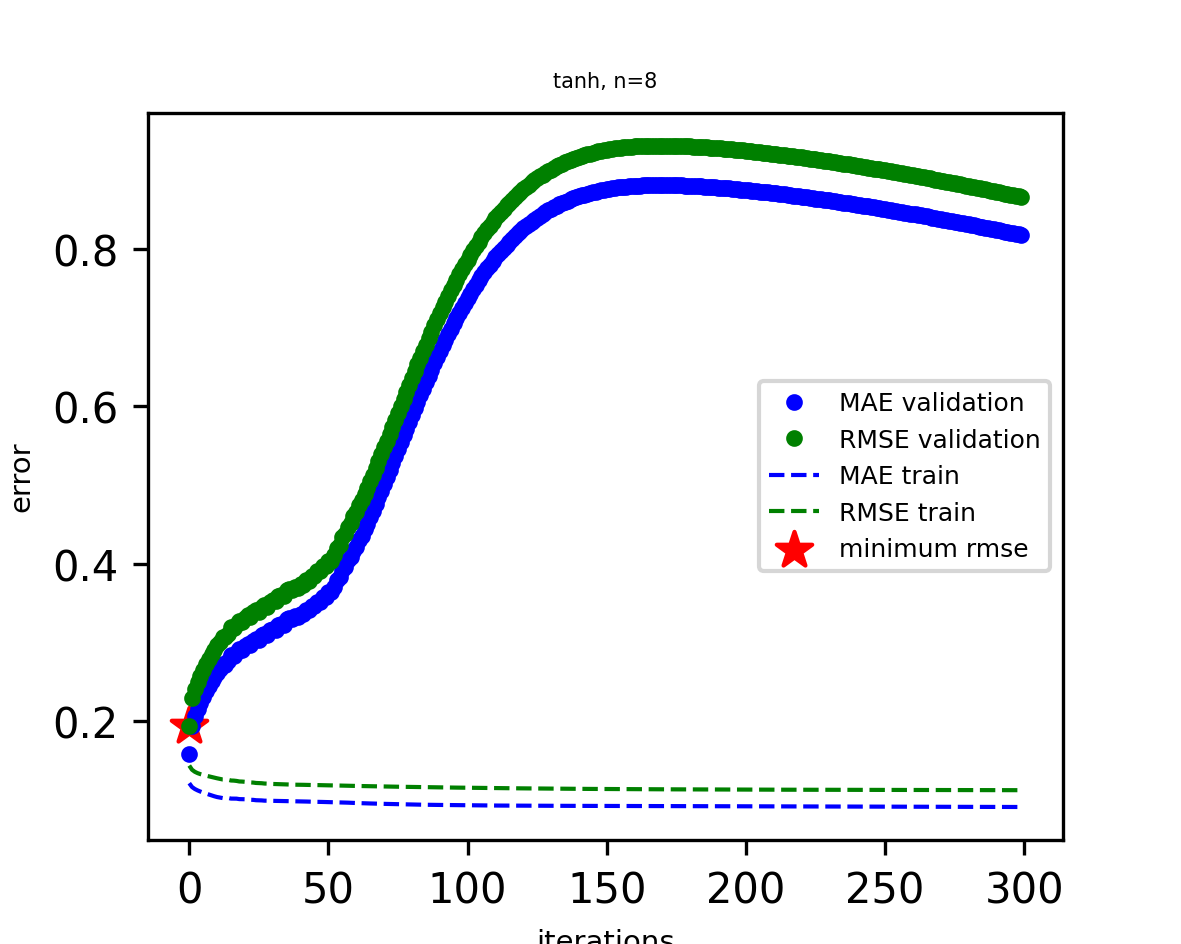 tanh, n=8
error
0.8
0.6
0.4
0.2
MAE validation
RMSE validation
MAE train
RMSE train
minimum rmse
0 50 100 150 200 250 300
iterations